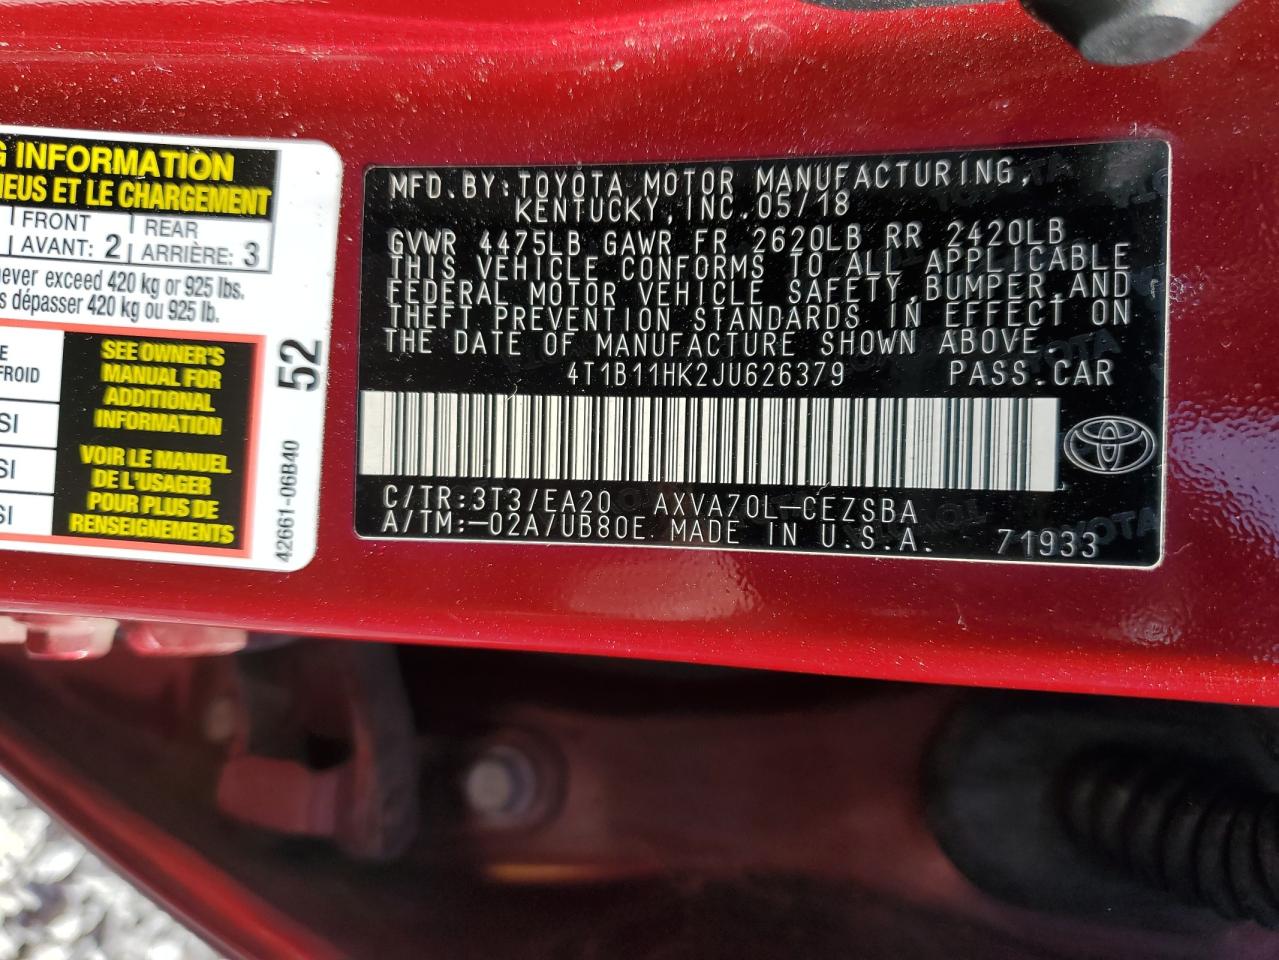 G INFORMATION
NEUS ET LE CHARGEMENT
FRONT
AVANT: 2
REAR
ARRIÈRE: 3
never exceed 420 kg or 925 lbs.
s dépasser 420 kg ou 925 lb.
E
FROID
SI
SI
SI
SEE OWNER'S
MANUAL FOR
ADDITIONAL
INFORMATION
VOIR LE MANUEL
DE L'USAGER
POUR PLUS DE
RENSEIGNEMENTS
52
42661-06B40
MFD.BY:TOYOTA MOTOR MANUFACTURING,
KENTUCKY,INC.05/18
GVWR 4475LB GAWR FR 2620LB RR 2420LB
THIS VEHICLE CONFORMS TO ALL APPLICABLE
FEDERAL MOTOR VEHICLE SAFETY,BUMPER,AND
THEFT PREVENTION STANDARDS IN EFFECT ON
THE DATE OF MANUFACTURE SHOWN ABOVE.
4T1B11HK2JU626379 PASS.CAR
C/TR:3T3/EA20 AXVA70L-CEZSBA
A/TM:-02A/UB80E MADE IN U.S.A. 71933